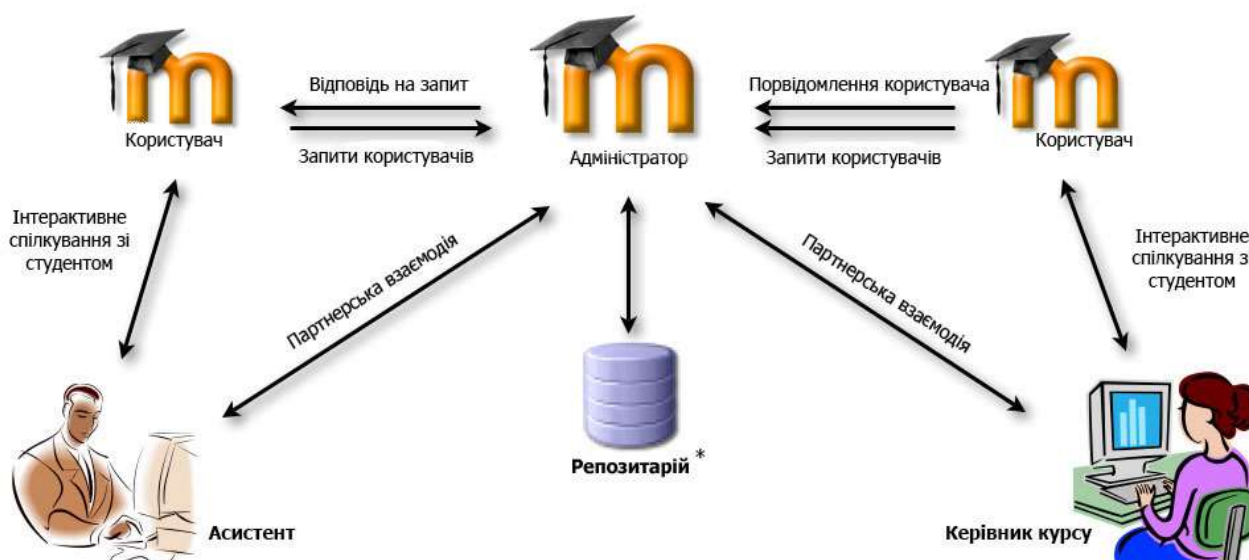 Відповідь на запит
Порвідомлення користувача
Користувач
Запити користувачів
Адміністратор
Запити користувачів
Користувач
Інтерактивне
спілкування зі
студентом
Партнерська взаємодія
Партнерська взаємодія
Інтерактивне
спілкування зі
студентом
Репозитарій *
Асистент
Керівник курсу